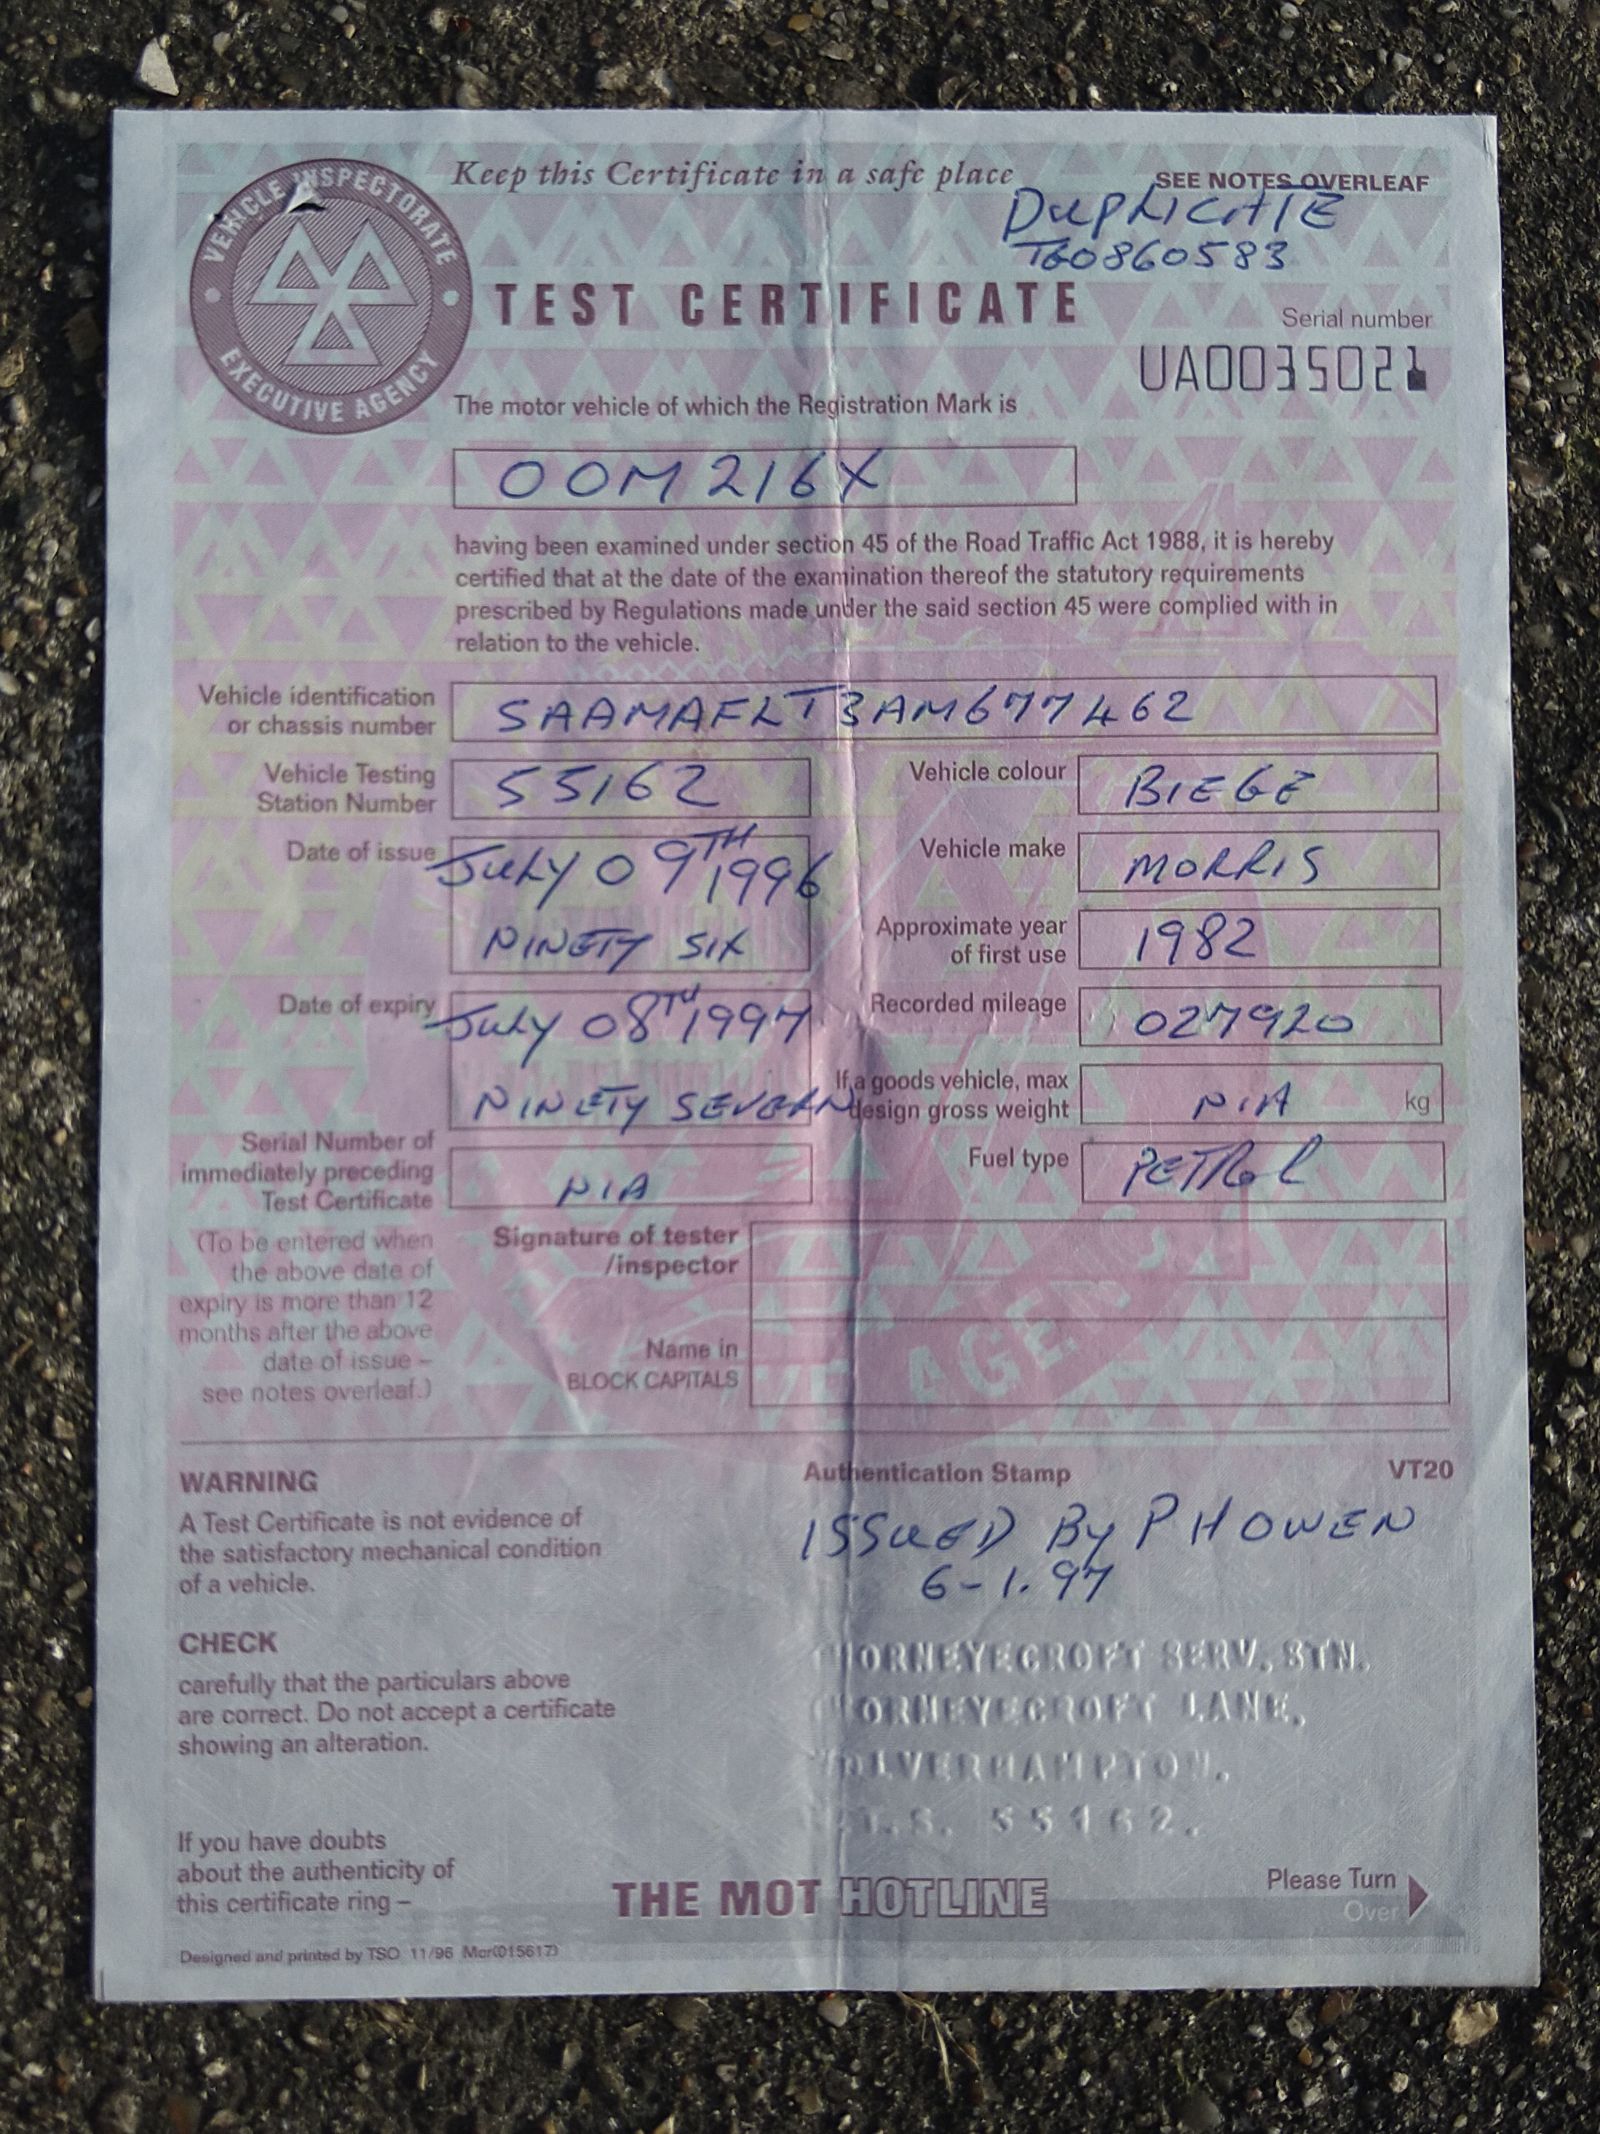 VEHICLE INSPECTORATE
EXECUTIVE AGENCY
Keep this Certificate in a safe place
SEE NOTES OVERLEAF
DUPLICATE
T60860583
TEST CERTIFICATE
Serial number
UA0035021
The motor vehicle of which the Registration Mark is
OOM 216X
having been examined under section 45 of the Road Traffic Act 1988, it is hereby
certified that at the date of the examination thereof the statutory requirements
prescribed by Regulations made under the said section 45 were complied with in
relation to the vehicle.
Vehicle identification
or chassis number
SAAMAFLT3AM677462
Vehicle Testing
Station Number
55162
Vehicle colour
BIEGE
Date of issue
July 09TH 1996
NINETY SIX
Vehicle make
MORRIS
Approximate year
of first use
1982
Date of expiry
July 08TH 1997
NINETY SEVERN
Recorded mileage
027920
If a goods vehicle, max
design gross weight
N/A
kg
Serial Number of
immediately preceding
Test Certificate
N/A
Fuel type
PETROL
(To be entered when
the above date of
expiry is more than 12
months after the above
date of issue –
see notes overleaf.)
Signature of tester
/inspector
Name in
BLOCK CAPITALS
AGENC
WARNING
A Test Certificate is not evidence of
the satisfactory mechanical condition
of a vehicle.
Authentication Stamp
VT20
ISSUED By P HOWEN
6-1.97
CHECK
carefully that the particulars above
are correct. Do not accept a certificate
showing an alteration.
THORNEYECROFT SERV. STN.
THORNEYECROFT LANE,
WOLVERHAMPTON.
V.T.S. 55162.
If you have doubts
about the authenticity of
this certificate ring –
THE MOT HOTLINE
Please Turn
Over
Designed and printed by TSO 11/96 Mcr(015617)